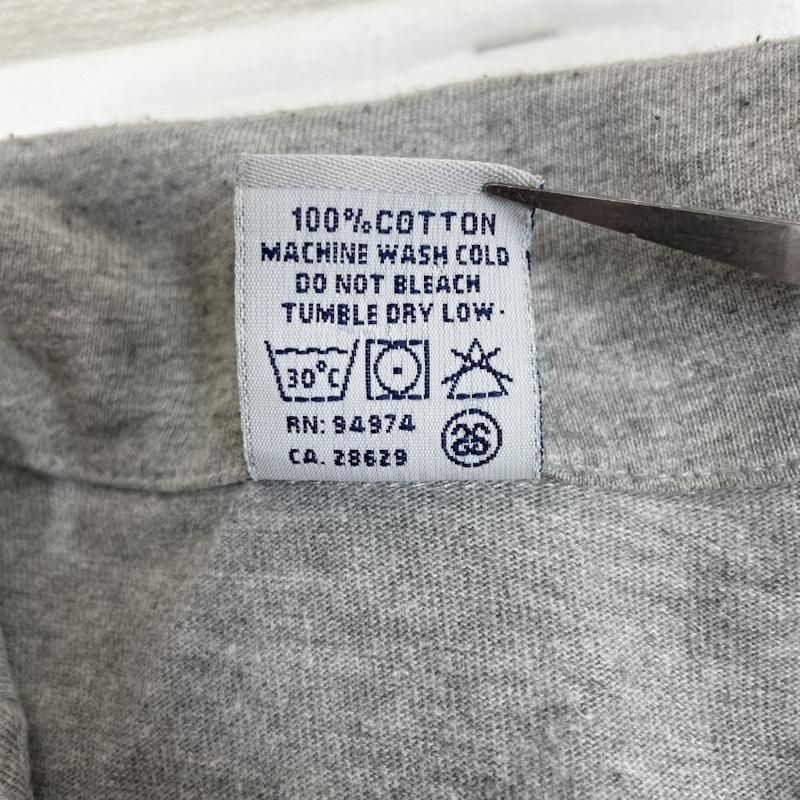 100% COTTON
MACHINE WASH COLD
DO NOT BLEACH
TUMBLE DRY LOW.
30°C
RN: 94974
CA. 28629